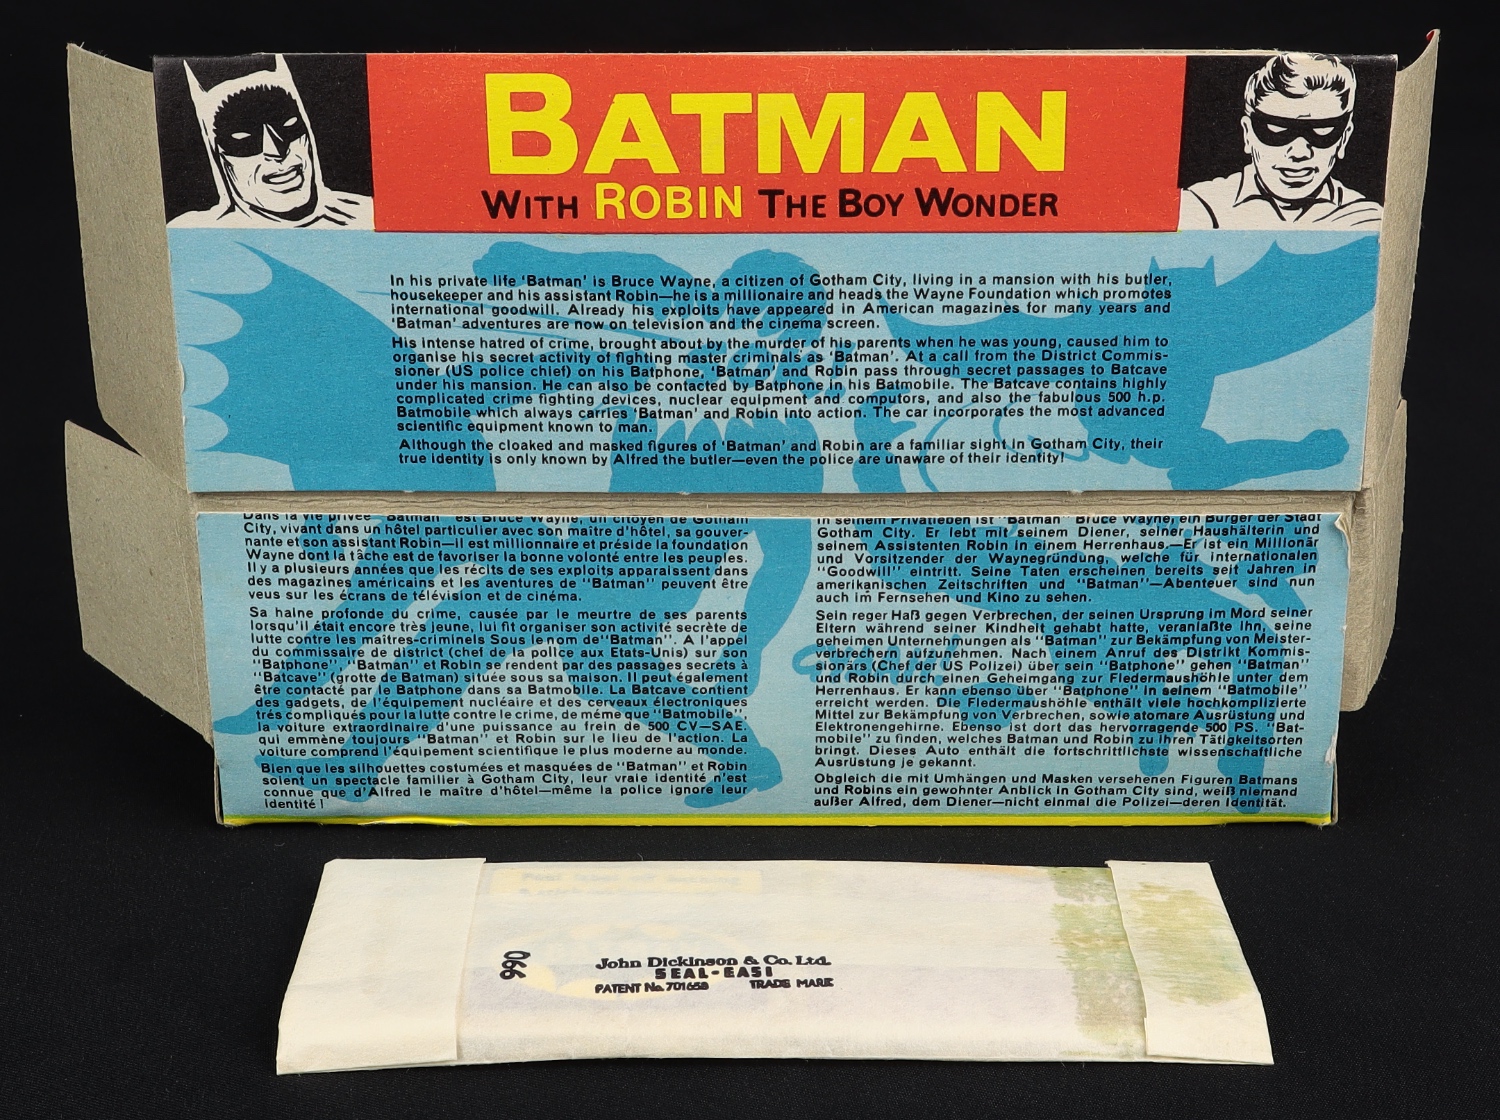 BATMAN
WITH ROBIN THE BOY WONDER
In his private life 'Batman' is Bruce Wayne, a citizen of Gotham City, living in a mansion with his butler,
housekeeper and his assistant Robin—he is a millionaire and heads the Wayne Foundation which promotes
international goodwill. Already his exploits have appeared in American magazines for many years and
'Batman' adventures are now on television and the cinema screen.
His intense hatred of crime, brought about by the murder of his parents when he was young, caused him to
organise his secret activity of fighting master criminals as 'Batman'. At a call from the District Commis-
sioner (US police chief) on his Batphone, 'Batman' and Robin pass through secret passages to Batcave
under his mansion. He can also be contacted by Batphone in his Batmobile. The Batcave contains highly
complicated crime fighting devices, nuclear equipment and computors, and also the fabulous 500 h.p.
Batmobile which always carries 'Batman' and Robin into action. The car incorporates the most advanced
scientific equipment known to man.
Although the cloaked and masked figures of 'Batman' and Robin are a familiar sight in Gotham City, their
true identity is only known by Alfred the butler—even the police are unaware of their identity!
Dans la vie privée "Batman" est Bruce Wayne, un citoyen de Gotham
City, vivant dans un hôtel particulier avec son maître d'hôtel, sa gouver-
nante et son assistant Robin—il est millionnaire et préside la foundation
Wayne dont la tâche est de favoriser la bonne volonté entre les peuples.
Il y a plusieurs années que les récits de ses exploits apparaissent dans
des magazines américains et les aventures de "Batman" peuvent être
veus sur les écrans de télévision et de cinéma.
Sa haine profonde du crime, causée par le meurtre de ses parents
lorsqu'il était encore très jeune, lui fit organiser son activité secrète de
lutte contre les maîtres-criminels Sous le nom de "Batman". A l'appel
du commissaire de district (chef de la police aux Etats-Unis) sur son
"Batphone", "Batman" et Robin se rendent par des passages secrets à
"Batcave" (grotte de Batman) située sous sa maison. Il peut également
être contacté par le Batphone dans sa Batmobile. La Batcave contient
des gadgets, de l'équipement nucléaire et des cerveaux électroniques
trés compliqués pour la lutte contre le crime, de même que "Batmobile",
la voiture extraordinaire d'une puissance au frein de 500 CV—SAE,
qui emmène toujours "Batman" et Robin sur le lieu de l'action. La
voiture comprend l'équipement scientifique le plus moderne au monde.
Bien que les silhouettes costumées et masquées de "Batman" et Robin
soient un spectacle familier à Gotham City, leur vraie identité n'est
connue que d'Alfred le maître d'hôtel—même la police ignore leur
identité!
In seinem Privatleben ist "Batman" Bruce Wayne, ein Bürger der Stadt
Gotham City. Er lebt mit seinem Diener, seiner Haushälterin und
seinem Assistenten Robin in einem Herrenhaus.—Er ist ein Millionär
und Vorsitzender der Waynegründung, welche für internationalen
"Goodwill" eintritt. Seine Taten erscheinen bereits seit Jahren in
amerikanischen Zeitschriften und "Batman"—Abenteuer sind nun
auch im Fernsehen und Kino zu sehen.
Sein reger Haß gegen Verbrechen, der seinen Ursprung im Mord seiner
Eltern während seiner Kindheit gehabt hatte, veranlaßte ihn, seine
geheimen Unternehmungen als "Batman" zur Bekämpfung von Meister-
verbrechern aufzunehmen. Nach einem Anruf des Distrikt Kommis-
sionärs (Chef der US Polizei) über sein "Batphone" gehen "Batman"
und Robin durch einen Geheimgang zur Fledermaushöhle unter dem
Herrenhaus. Er kann ebenso über "Batphone" in seinem "Batmobile"
erreicht werden. Die Fledermaushöhle enthält viele hochkomplizierte
Mittel zur Bekämpfung von Verbrechen, sowie atomare Ausrüstung und
Elektronengehirne. Ebenso ist dort das hervorragende 500 PS. "Bat-
mobile" zu finden, welches Batman und Robin zu ihren Tätigkeitsorten
bringt. Dieses Auto enthält die fortschrittlichste wissenschaftliche
Ausrüstung je gekannt.
Obgleich die mit Umhängen und Masken versehenen Figuren Batmans
und Robins ein gewohnter Anblick in Gotham City sind, weiß niemand
außer Alfred, dem Diener—nicht einmal die Polizei—deren Identität.
990
John Dickinson & Co. Ltd.
SEAL-EASI
PATENT No. 701658 TRADE MARK